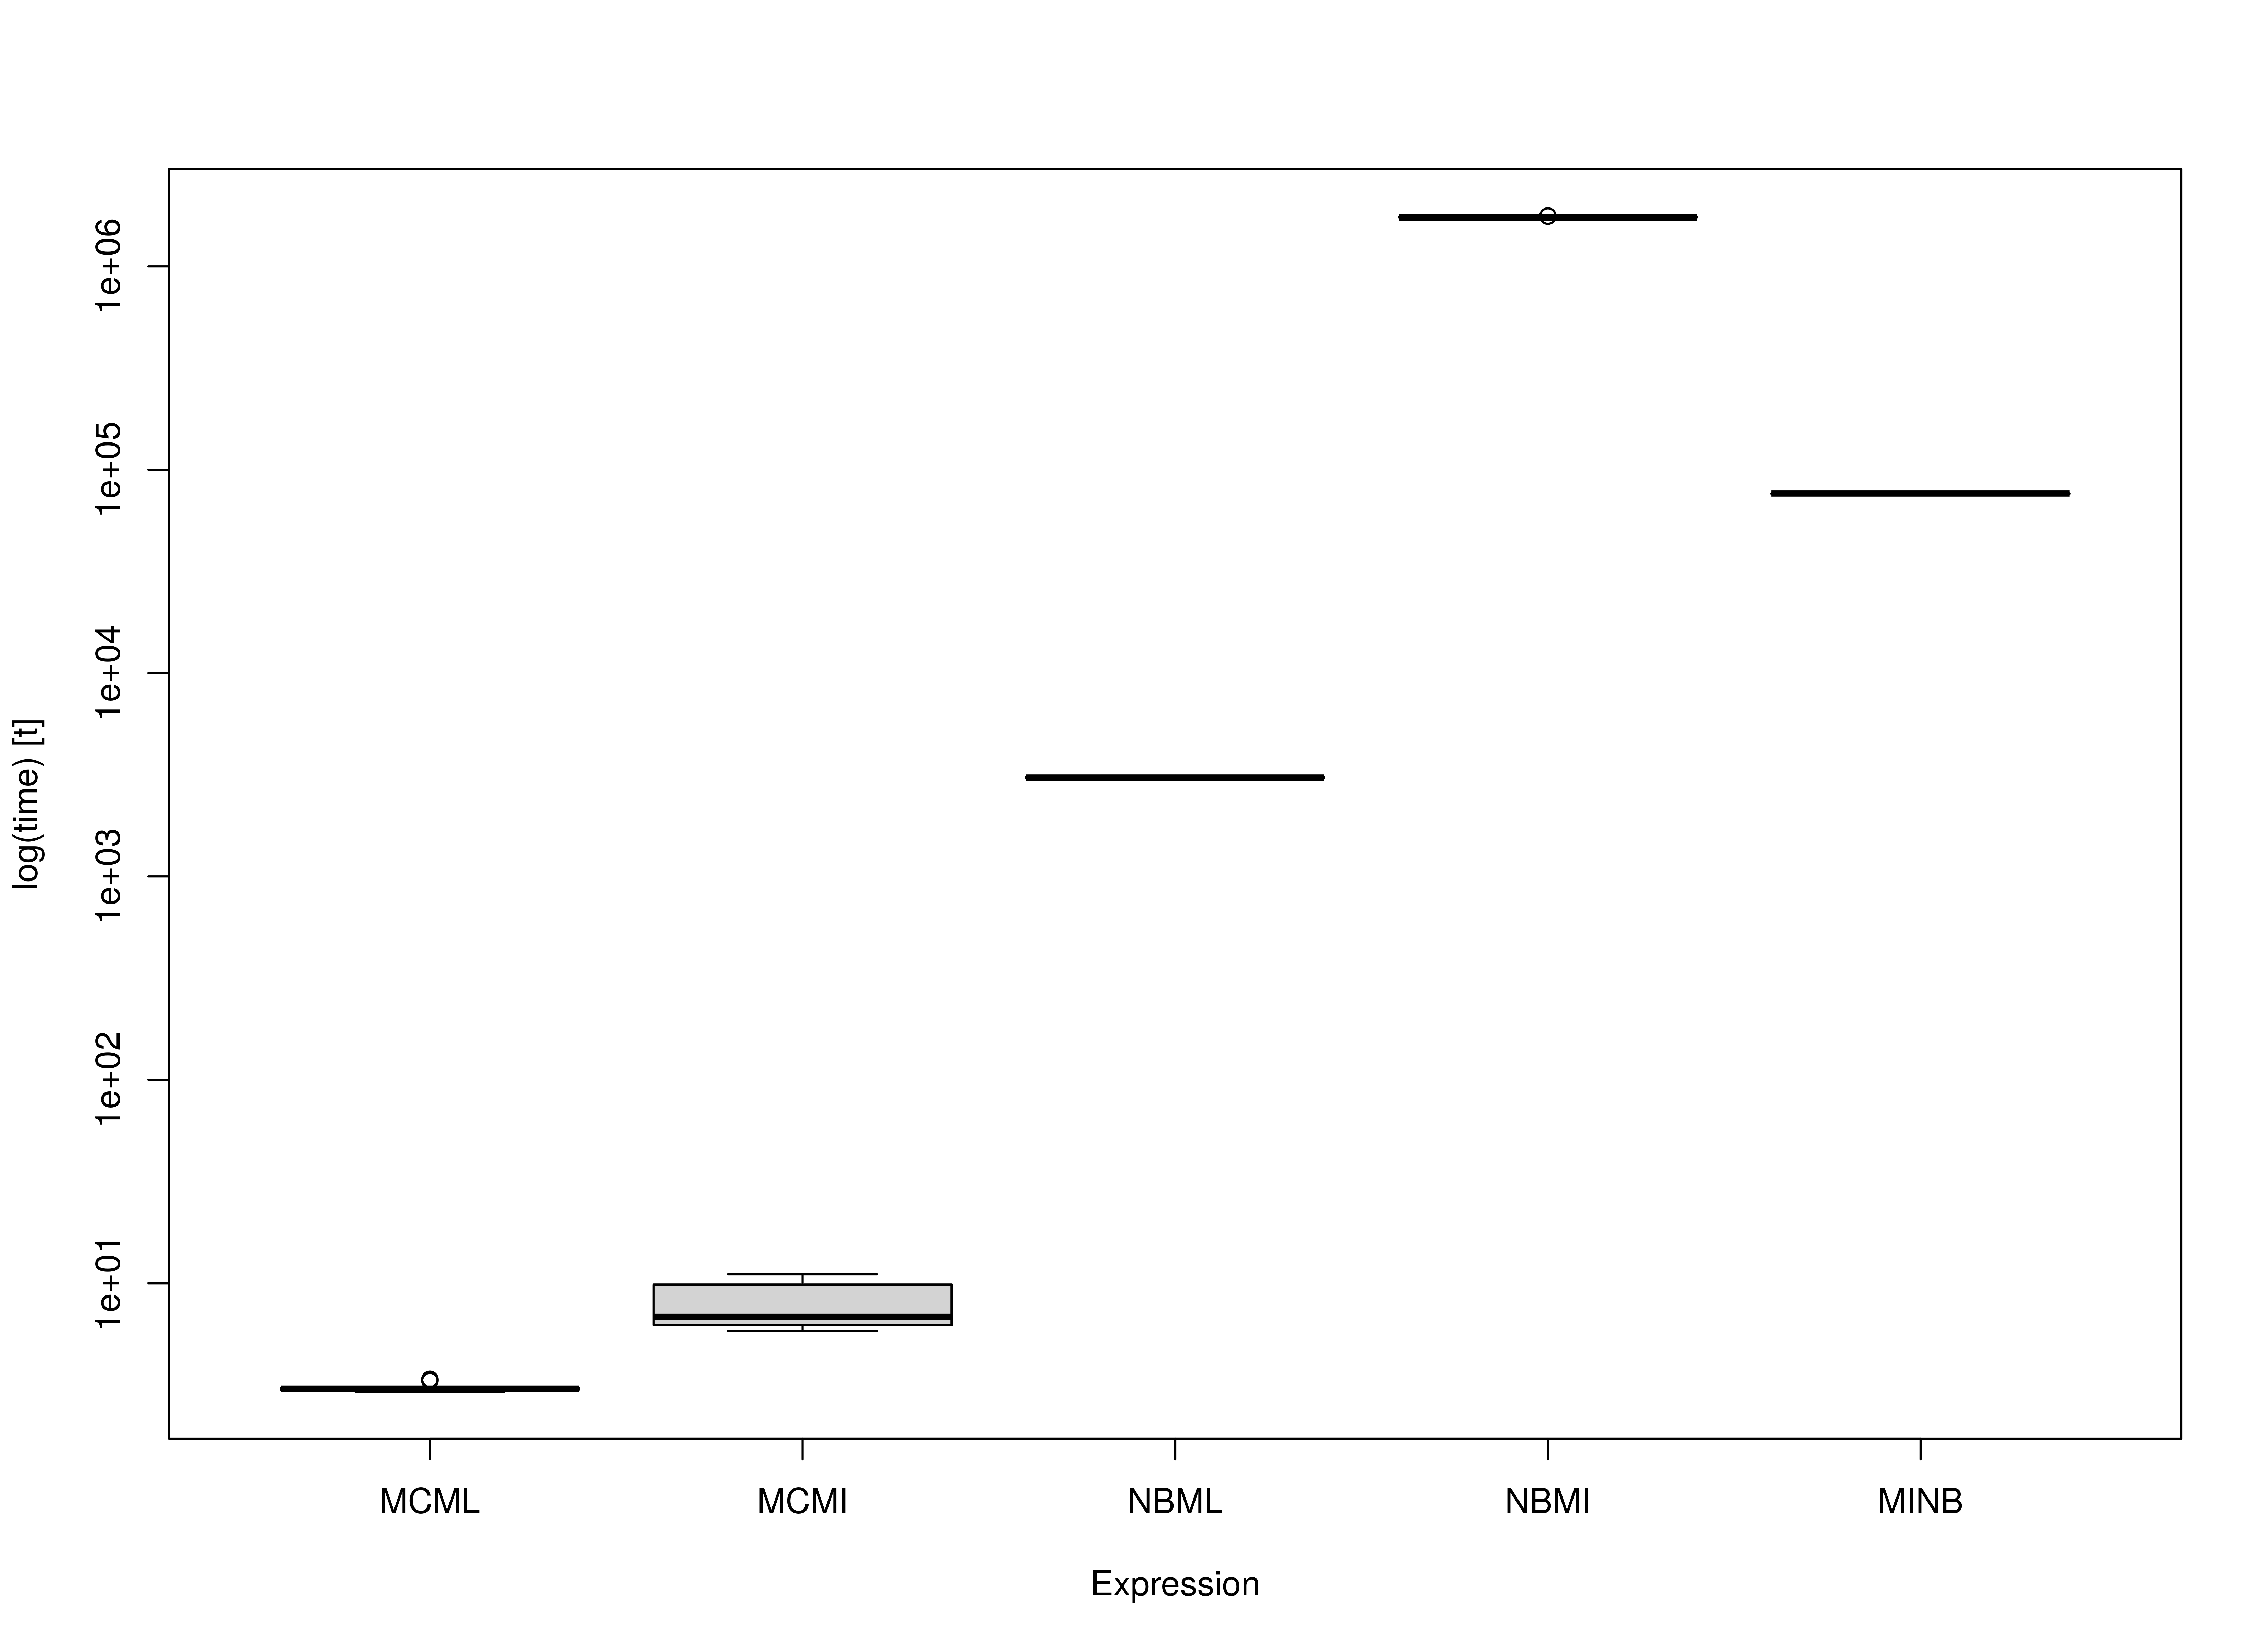 1e+06
1e+05
1e+04
1e+03
1e+02
1e+01
log(time) [t]
MCML MCMI NBML NBMI MINB
Expression